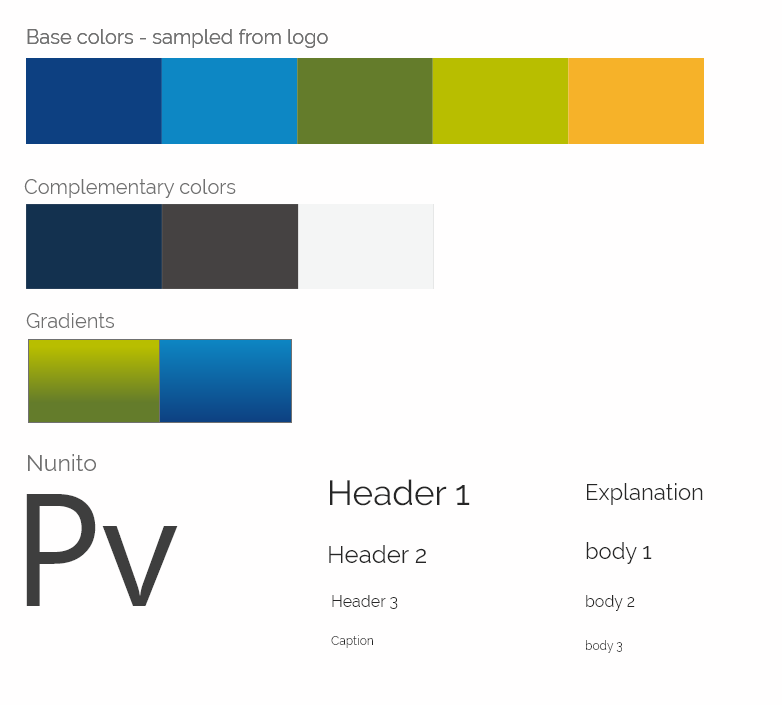 Base colors - sampled from logo
Complementary colors
Gradients
Nunito
Pv
Header 1
Header 2
Header 3
Caption
Explanation
body 1
body 2
body 3